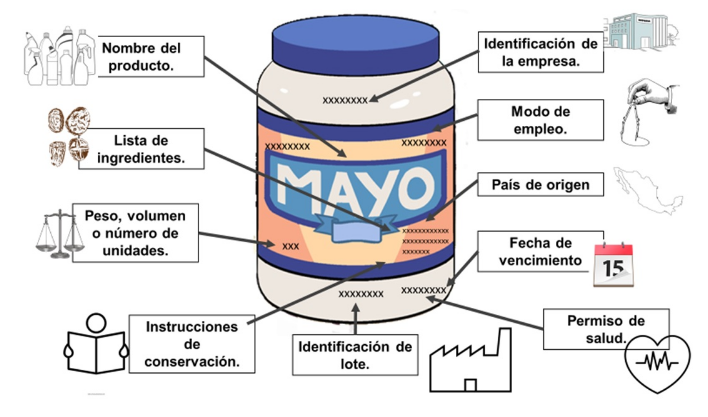 Nombre del
producto.
Identificación de
la empresa.
XXXXXXXX
Modo de
empleo.
Lista de
ingredientes.
XXXXXXXX
XXXXXXXX
MAYO
País de origen
Peso, volumen
o número de
unidades.
XXX
XXXXXXXXXXXX
XXXXXXXXXXXX
XXXXXXX
Fecha de
vencimiento
15
XXXXXXXX
XXXXXXXX
Instrucciones
de
conservación.
Identificación de
lote.
Permiso de
salud.